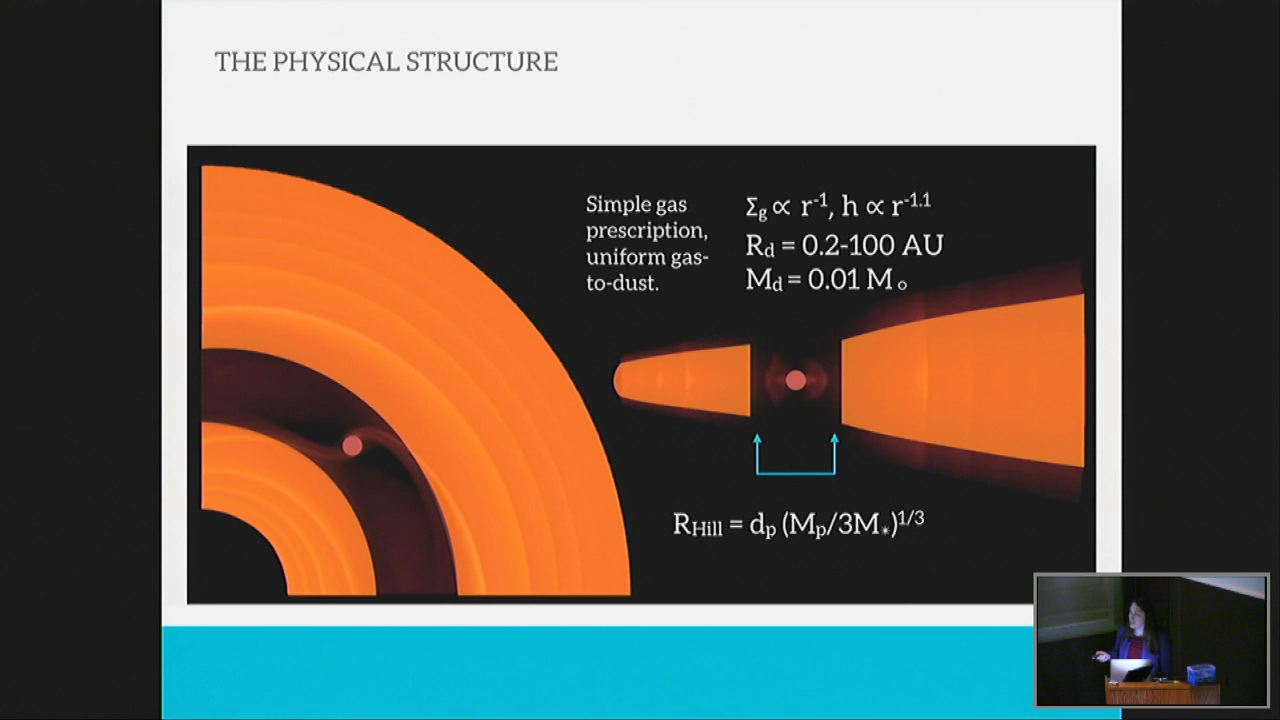 THE PHYSICAL STRUCTURE
Simple gas
prescription,
uniform gas-
to-dust.
Σg ∝ r⁻¹, h ∝ r⁻¹·¹
Rd = 0.2-100 AU
Md = 0.01 M○
RHill = dp (Mp/3M*)¹/³